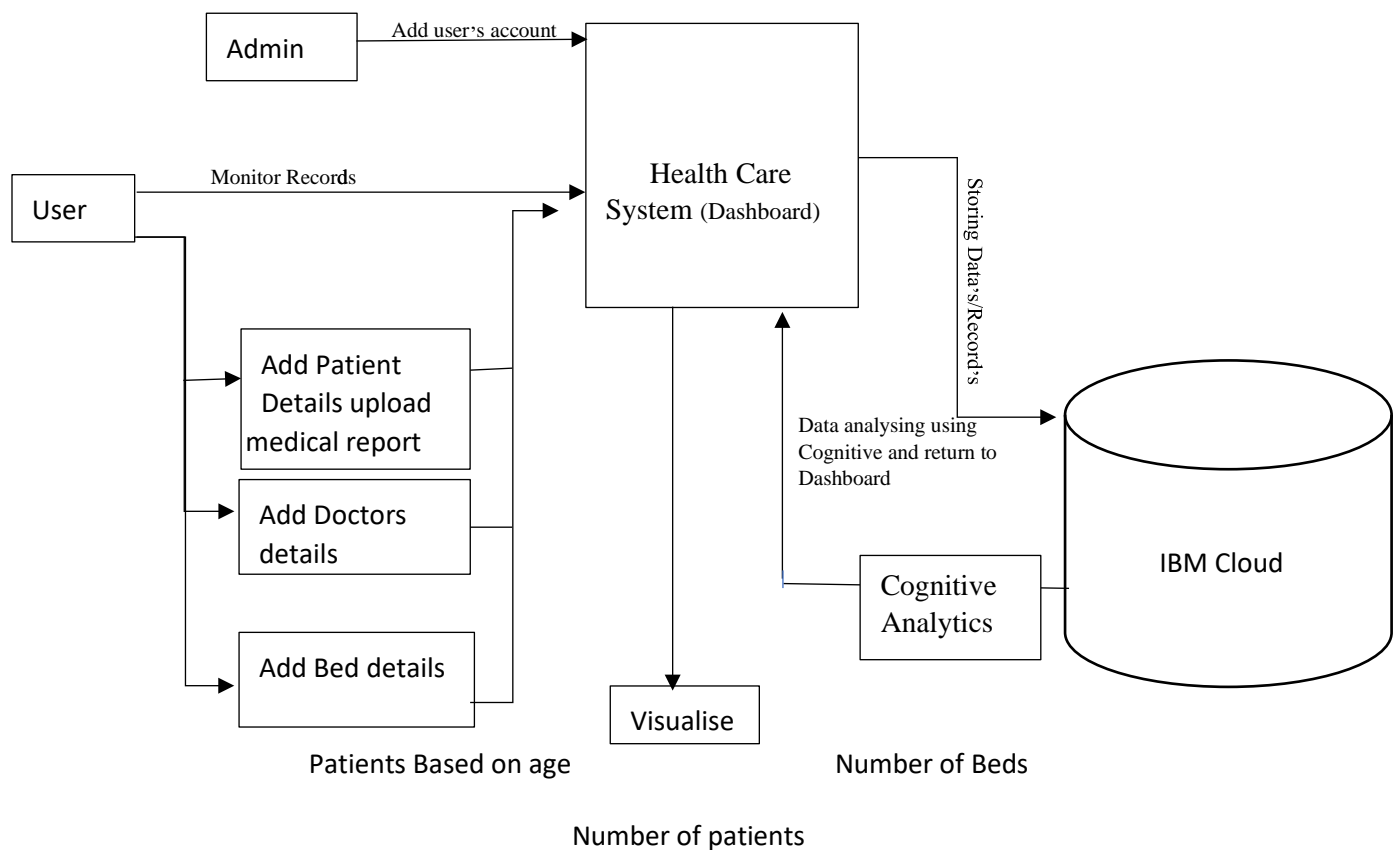 Admin
Add user's account
Health Care
System (Dashboard)
Monitor Records
User
Storing Data's/Record's
Add Patient
Details upload
medical report
Add Doctors
details
Add Bed details
Data analysing using
Cognitive and return to
Dashboard
Cognitive
Analytics
IBM Cloud
Visualise
Patients Based on age
Number of Beds
Number of patients